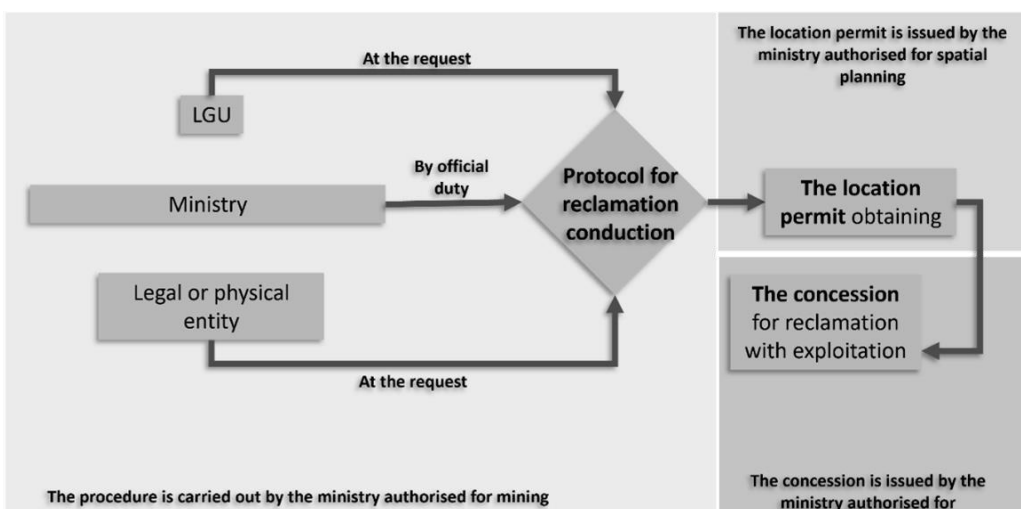 The location permit is issued by the
ministry authorised for spatial
planning
At the request
LGU
By official
duty
Ministry
Protocol for
reclamation
conduction
The location
permit obtaining
Legal or physical
entity
The concession
for reclamation
with exploitation
At the request
The procedure is carried out by the ministry authorised for mining
The concession is issued by the
ministry authorised for